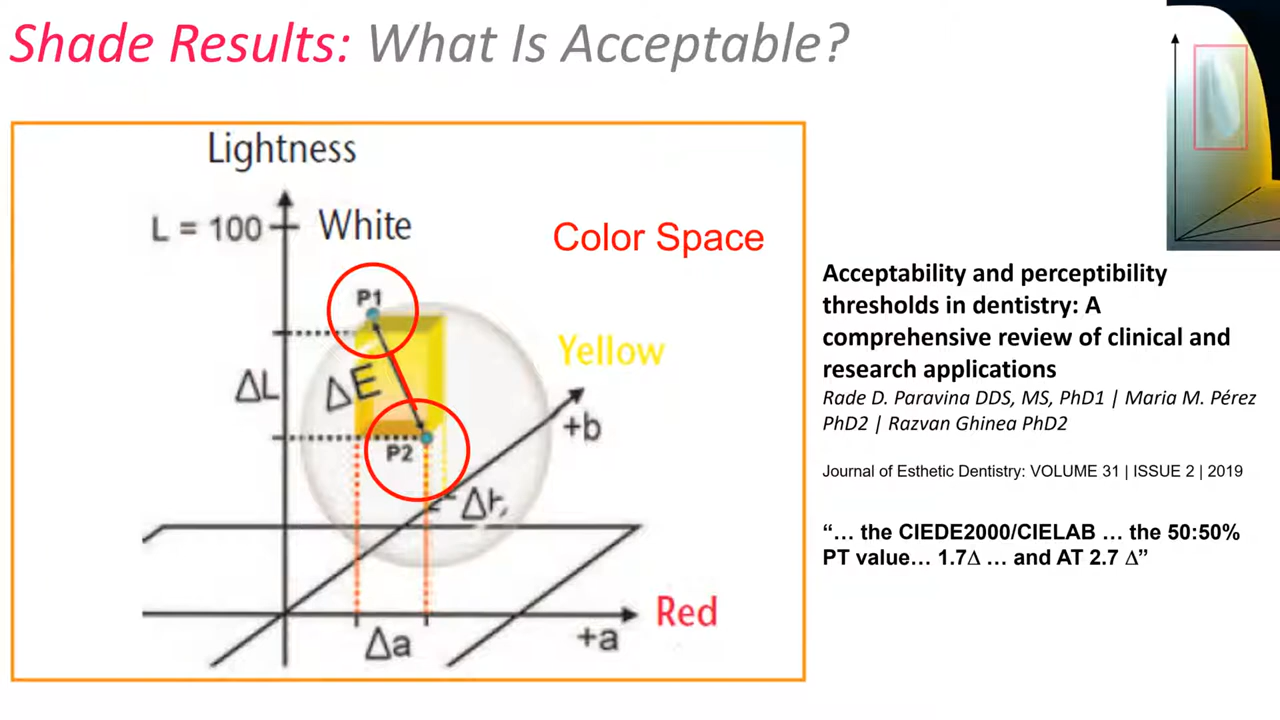 Shade Results: What Is Acceptable?
Lightness
L = 100
White
Color Space
P1
Yellow
ΔL
ΔE
+b
P2
Red
Δa
+a
Acceptability and perceptibility
thresholds in dentistry: A
comprehensive review of clinical and
research applications
Rade D. Paravina DDS, MS, PhD1 | Maria M. Pérez
PhD2 | Razvan Ghinea PhD2
Journal of Esthetic Dentistry: VOLUME 31 | ISSUE 2 | 2019
“… the CIEDE2000/CIELAB … the 50:50%
PT value… 1.7∆ … and AT 2.7 ∆”